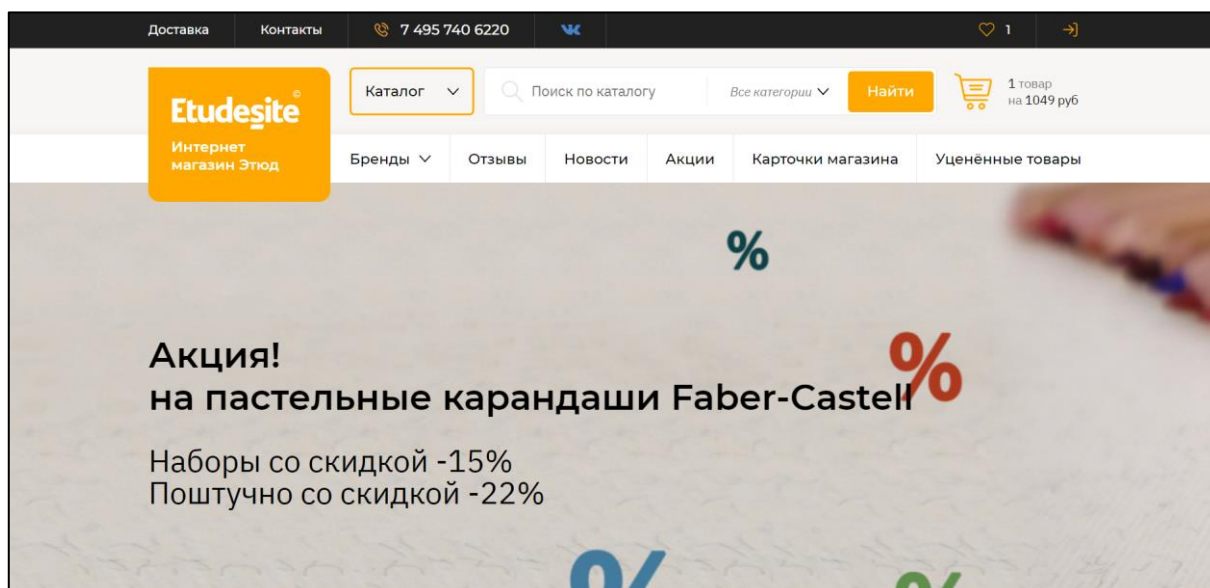 Доставка Контакты 7 495 740 6220 1
Etudesite ©
Интернет
магазин Этюд
Каталог Поиск по каталогу Все категории Найти
1 товар
на 1049 руб
Бренды Отзывы Новости Акции Карточки магазина Уценённые товары
%
%
Акция!
на пастельные карандаши Faber-Castell
Наборы со скидкой -15%
Поштучно со скидкой -22%
% %